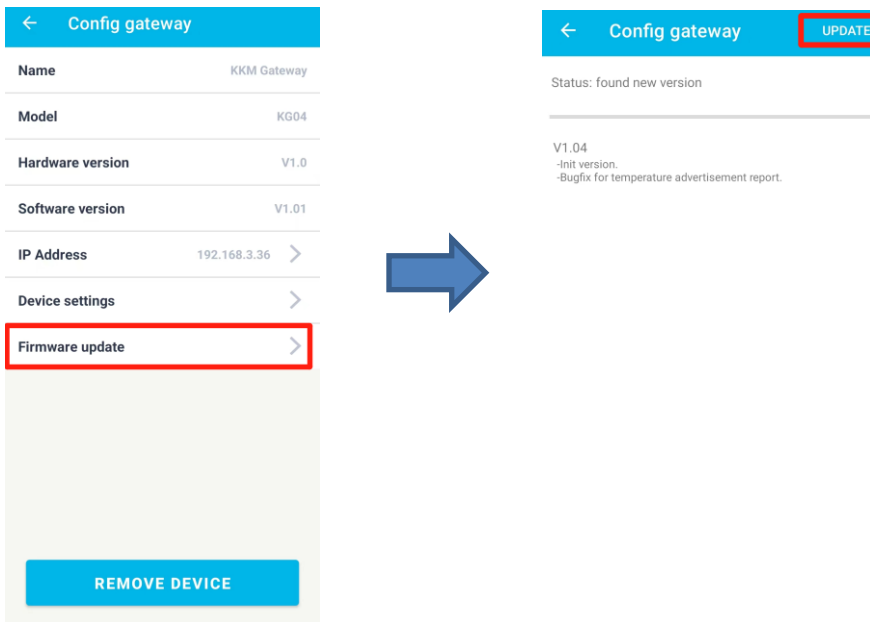 Config gateway
Name KKM Gateway
Model KG04
Hardware version V1.0
Software version V1.01
IP Address 192.168.3.36
Device settings
Firmware update
REMOVE DEVICE
Config gateway UPDATE
Status: found new version
V1.04
-Init version.
-Bugfix for temperature advertisement report.